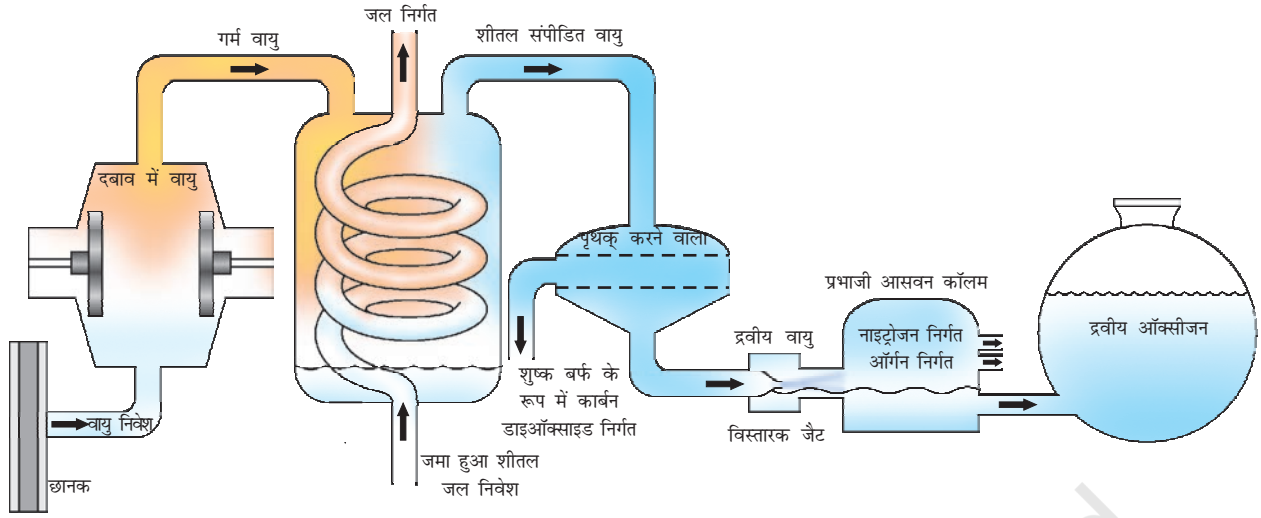 जल निर्गत
गर्म वायु
शीतल संपीडित वायु
दबाव में वायु
पृथक् करने वाला
प्रभाजी आसवन कॉलम
द्रवीय वायु
नाइट्रोजन निर्गत
ऑर्गन निर्गत
द्रवीय ऑक्सीजन
शुष्क बर्फ के
रूप में कार्बन
डाइऑक्साइड निर्गत
वायु निवेश
विस्तारक जैट
जमा हुआ शीतल
जल निवेश
छानक